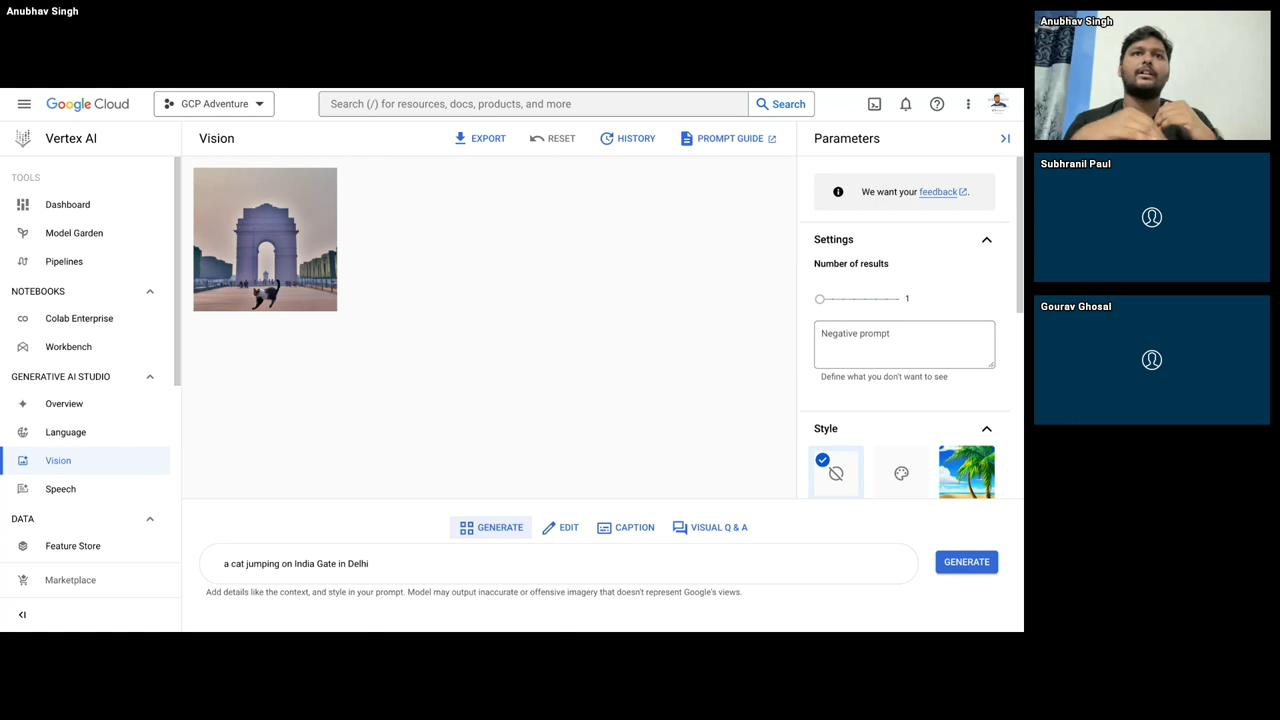 Anubhav Singh
Google Cloud
GCP Adventure
Search (/) for resources, docs, products, and more
Search
Vertex AI
TOOLS
Dashboard
Model Garden
Pipelines
NOTEBOOKS
Colab Enterprise
Workbench
GENERATIVE AI STUDIO
Overview
Language
Vision
Speech
DATA
Feature Store
Marketplace
Vision
EXPORT
RESET
HISTORY
PROMPT GUIDE
GENERATE
EDIT
CAPTION
VISUAL Q & A
a cat jumping on India Gate in Delhi
GENERATE
Add details like the context, and style in your prompt. Model may output inaccurate or offensive imagery that doesn't represent Google's views.
Parameters
We want your feedback.
Settings
Number of results
1
Negative prompt
Define what you don't want to see
Style
Anubhav Singh
Subhranil Paul
Gourav Ghosal